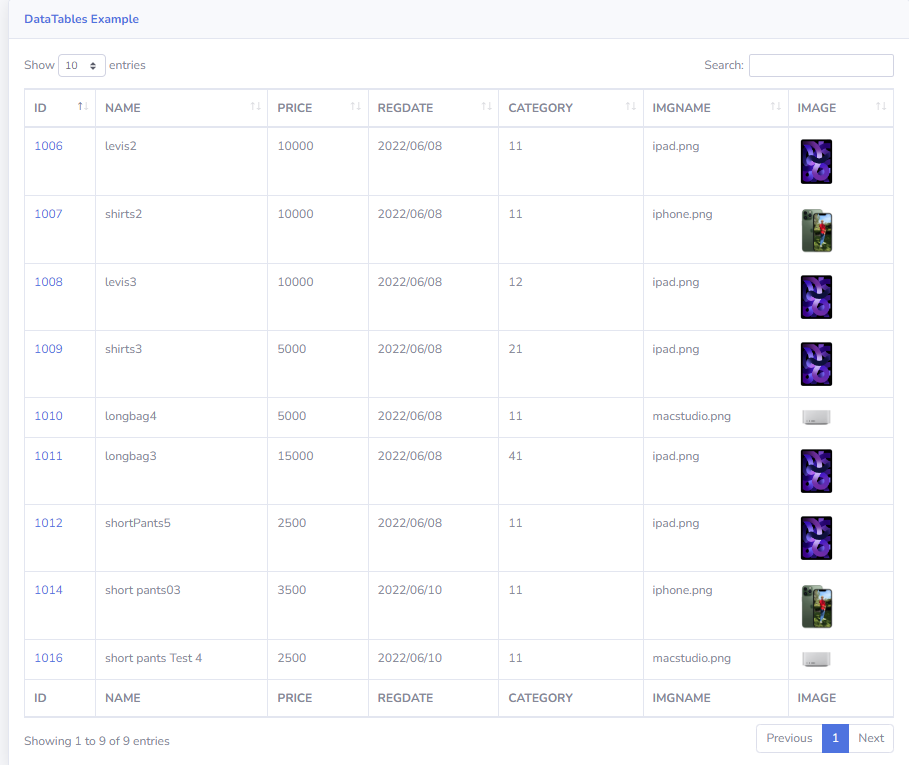 DataTables Example
Show 10 entries Search:
ID NAME PRICE REGDATE CATEGORY IMGNAME IMAGE
1006 levis2 10000 2022/06/08 11 ipad.png
1007 shirts2 10000 2022/06/08 11 iphone.png
1008 levis3 10000 2022/06/08 12 ipad.png
1009 shirts3 5000 2022/06/08 21 ipad.png
1010 longbag4 5000 2022/06/08 11 macstudio.png
1011 longbag3 15000 2022/06/08 41 ipad.png
1012 shortPants5 2500 2022/06/08 11 ipad.png
1014 short pants03 3500 2022/06/10 11 iphone.png
1016 short pants Test 4 2500 2022/06/10 11 macstudio.png
ID NAME PRICE REGDATE CATEGORY IMGNAME IMAGE
Showing 1 to 9 of 9 entries Previous 1 Next